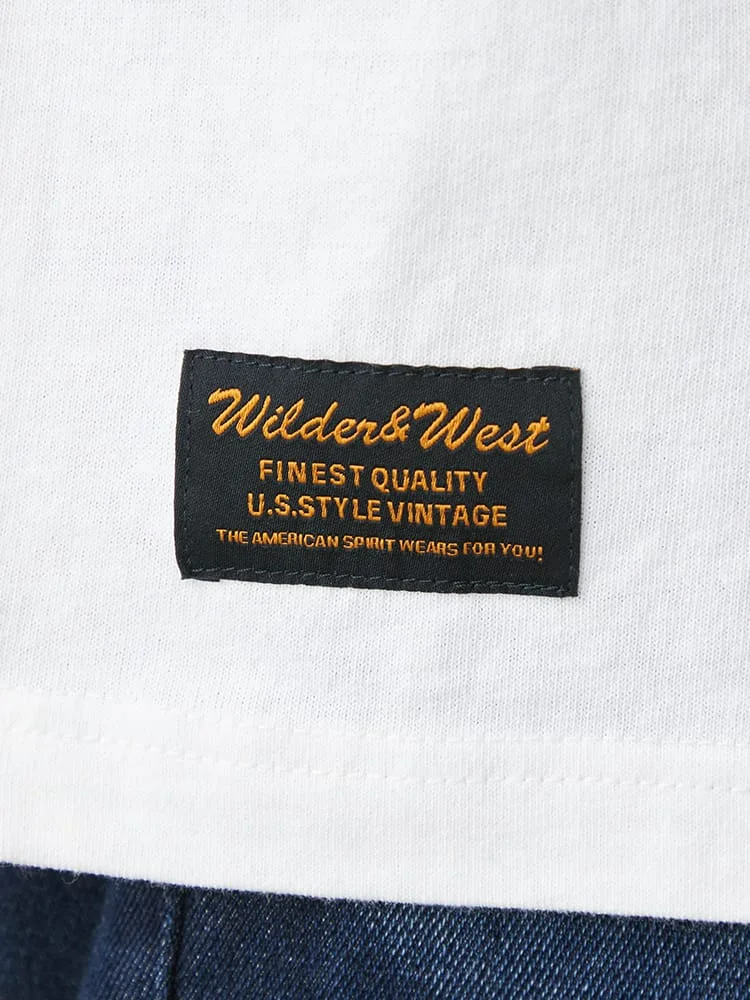 Wilder&West
FINEST QUALITY
U.S.STYLE VINTAGE
THE AMERICAN SPIRIT WEARS FOR YOU!